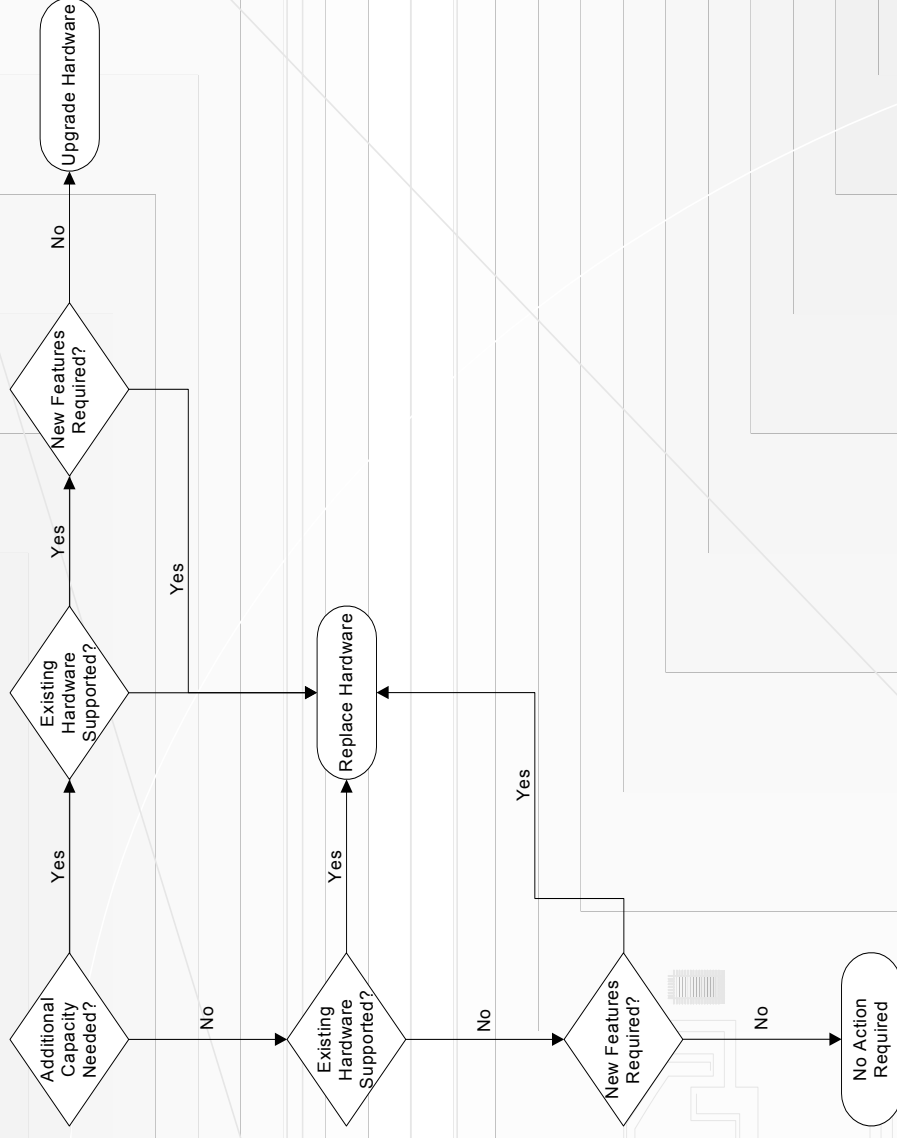 Additional
Capacity
Needed?
Yes
Existing
Hardware
Supported?
Yes
New Features
Required?
No
Upgrade Hardware
No
Yes
Existing
Hardware
Supported?
Yes
Replace Hardware
No
Yes
New Features
Required?
No
No Action
Required